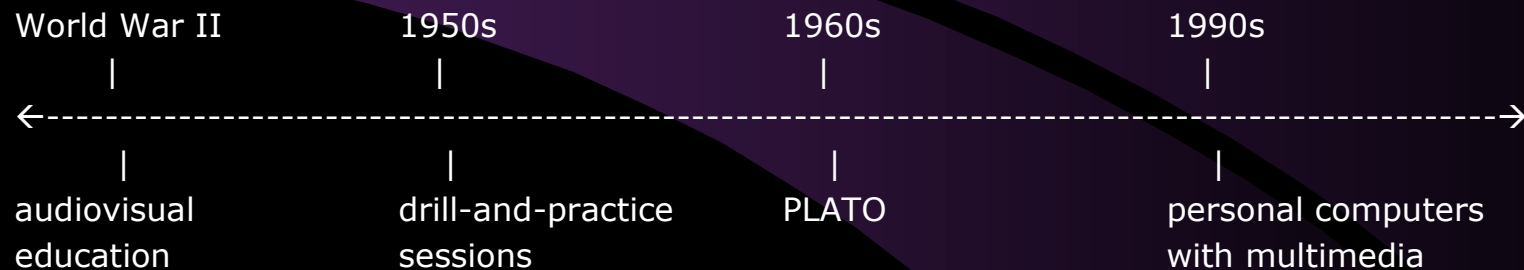 World War II 1950s 1960s 1990s
| | | |
←----------------------------------------------------------------------------------------------------→
| | | |
audiovisual drill-and-practice PLATO personal computers
education sessions with multimedia